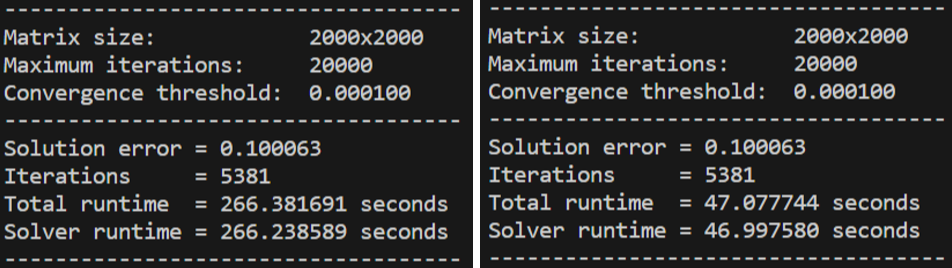 ------------------------------------
Matrix size:            2000x2000
Maximum iterations:     20000
Convergence threshold:  0.000100
------------------------------------
Solution error = 0.100063
Iterations     = 5381
Total runtime  = 266.381691 seconds
Solver runtime = 266.238589 seconds
------------------------------------
------------------------------------
Matrix size:            2000x2000
Maximum iterations:     20000
Convergence threshold:  0.000100
------------------------------------
Solution error = 0.100063
Iterations     = 5381
Total runtime  = 47.077744 seconds
Solver runtime = 46.997580 seconds
------------------------------------